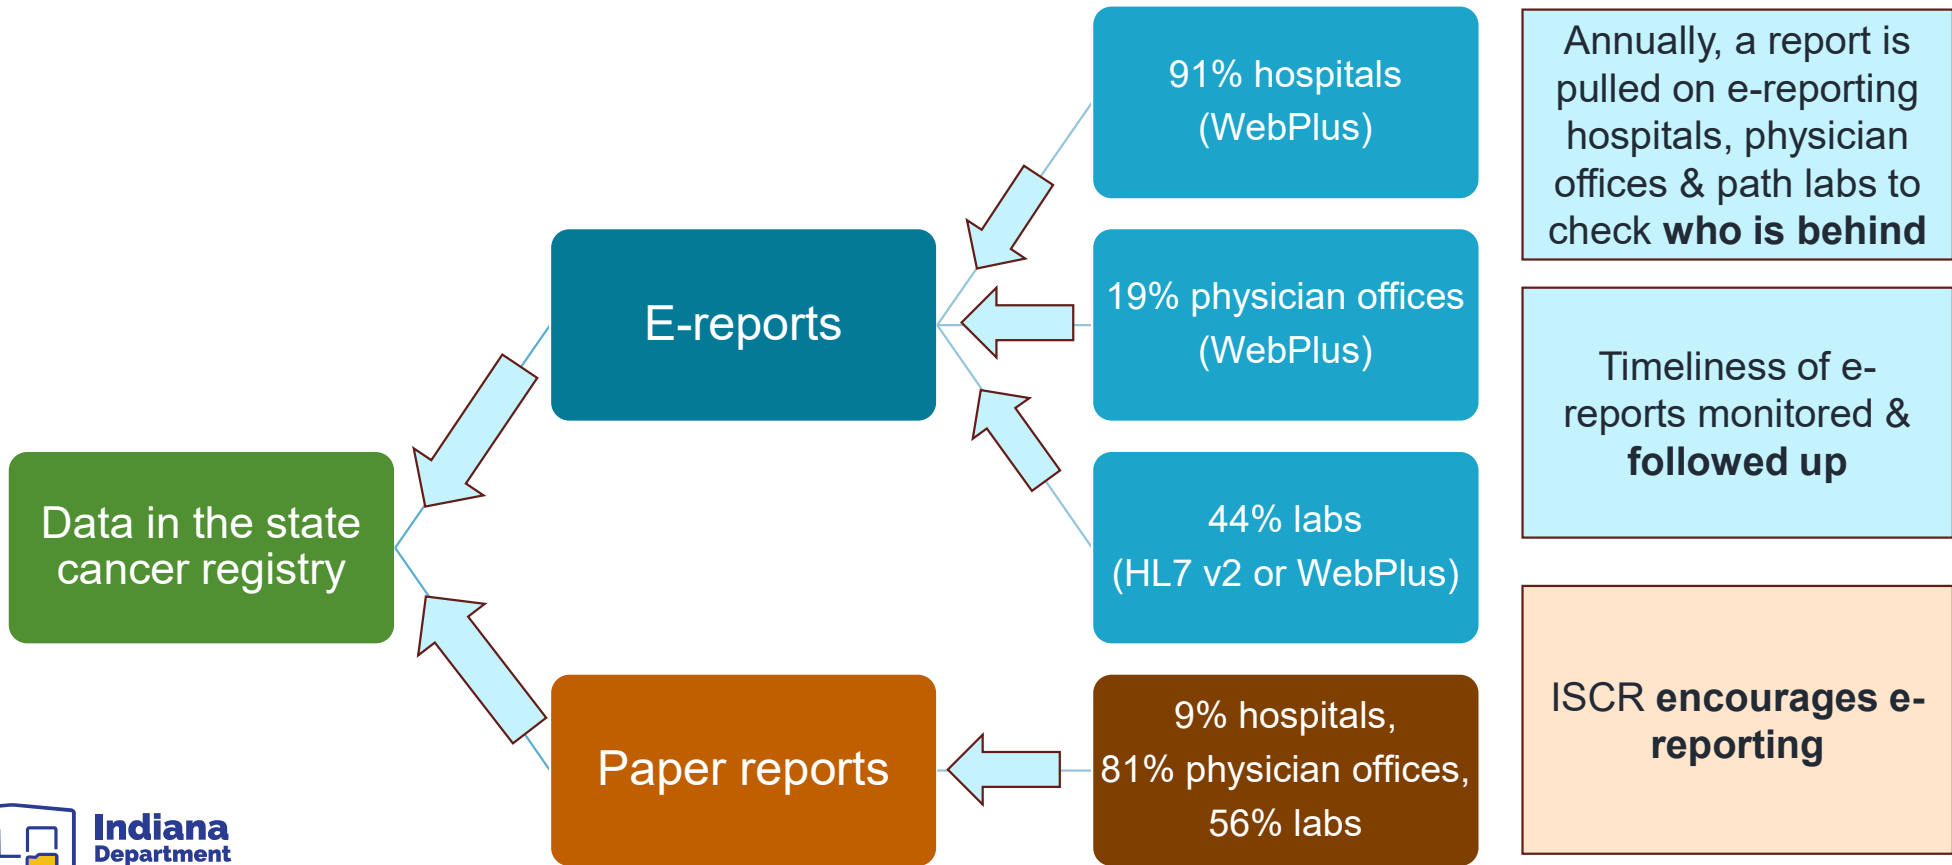 91% hospitals
(WebPlus)
Annually, a report is
pulled on e-reporting
hospitals, physician
offices & path labs to
check who is behind
E-reports
19% physician offices
(WebPlus)
Timeliness of e-
reports monitored &
followed up
Data in the state
cancer registry
44% labs
(HL7 v2 or WebPlus)
Paper reports
9% hospitals,
81% physician offices,
56% labs
ISCR encourages e-
reporting
Indiana
Department